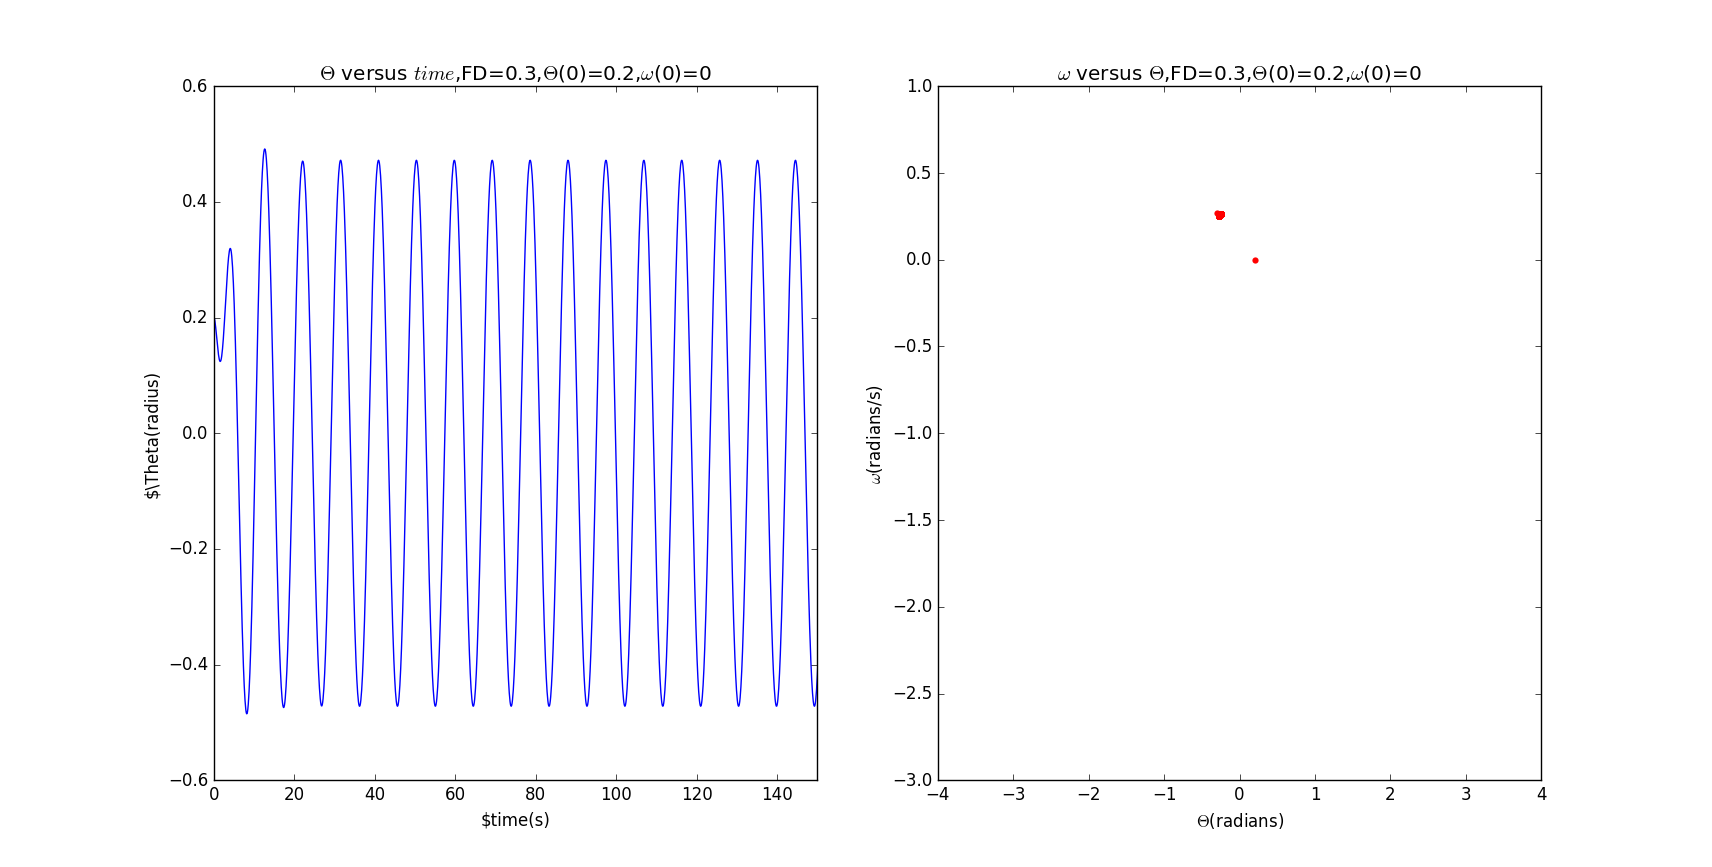 Θ versus time,FD=0.3,Θ(0)=0.2,ω(0)=0
0.6
0.4
0.2
0.0
−0.2
−0.4
−0.6
$\Theta(radius)
0 20 40 60 80 100 120 140
$time(s)
ω versus Θ,FD=0.3,Θ(0)=0.2,ω(0)=0
1.0
0.5
0.0
−0.5
−1.0
−1.5
−2.0
−2.5
−3.0
ω(radians/s)
−4 −3 −2 −1 0 1 2 3 4
Θ(radians)